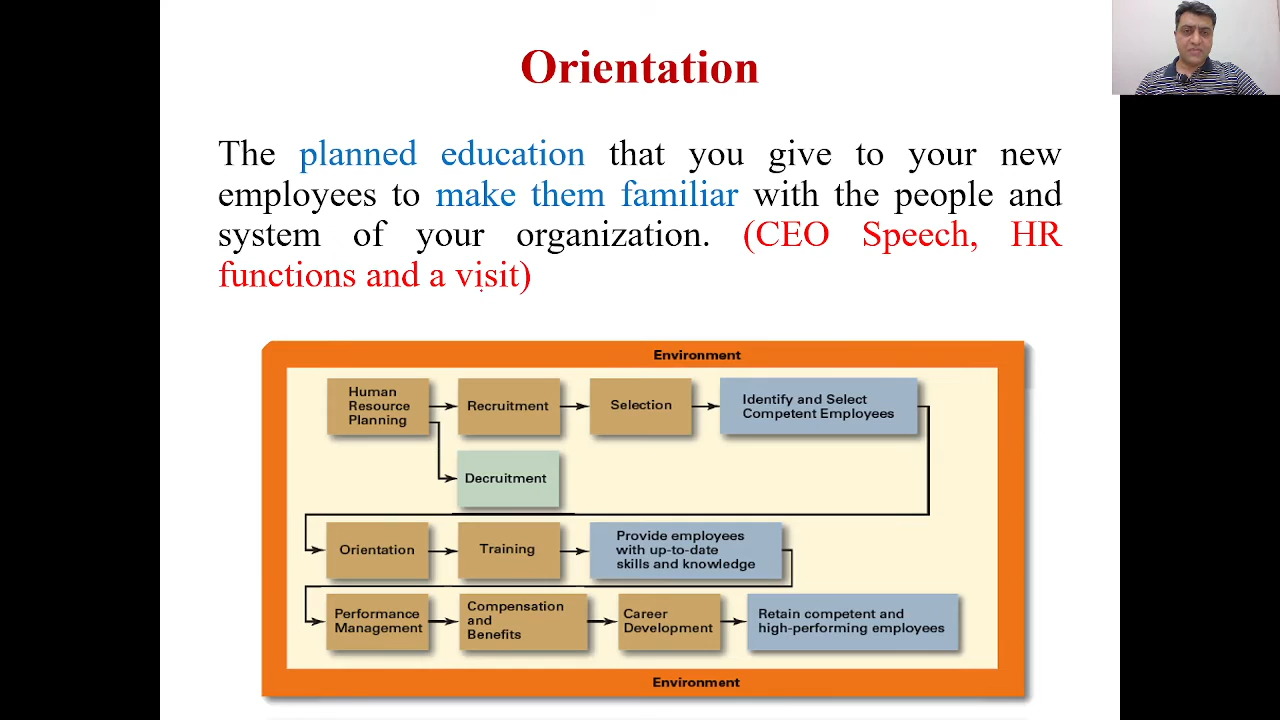 Orientation
The planned education that you give to your new
employees to make them familiar with the people and
system of your organization. (CEO Speech, HR
functions and a visit)
Environment
Human
Resource
Planning
Recruitment
Selection
Identify and Select
Competent Employees
Decruitment
Orientation
Training
Provide employees
with up-to-date
skills and knowledge
Performance
Management
Compensation
and
Benefits
Career
Development
Retain competent and
high-performing employees
Environment